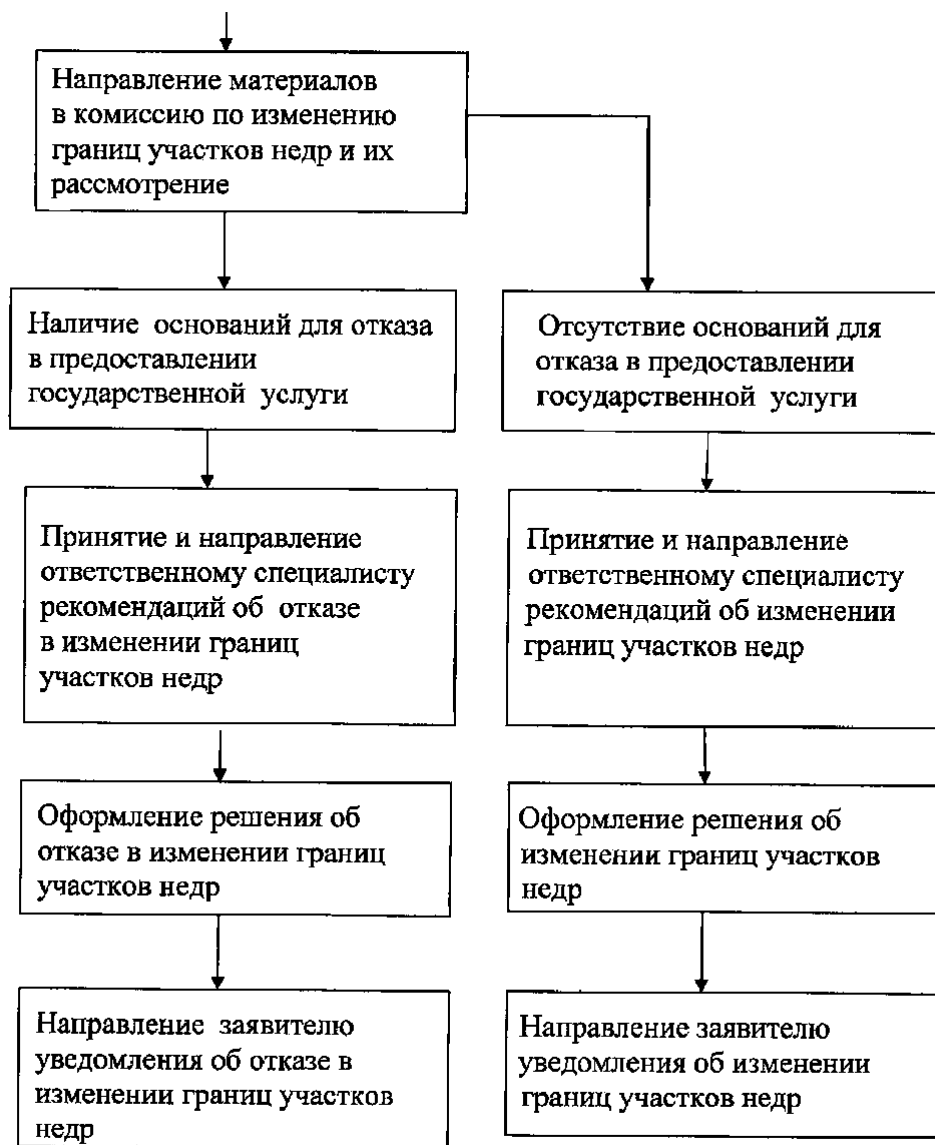 Направление материалов
в комиссию по изменению
границ участков недр и их
рассмотрение
Наличие оснований для отказа
в предоставлении
государственной услуги
Отсутствие оснований для
отказа в предоставлении
государственной услуги
Принятие и направление
ответственному специалисту
рекомендаций об отказе
в изменении границ
участков недр
Принятие и направление
ответственному специалисту
рекомендаций об изменении
границ участков недр
Оформление решения об
отказе в изменении границ
участков недр
Оформление решения об
изменении границ участков
недр
Направление заявителю
уведомления об отказе в
изменении границ участков
недр
Направление заявителю
уведомления об изменении
границ участков недр